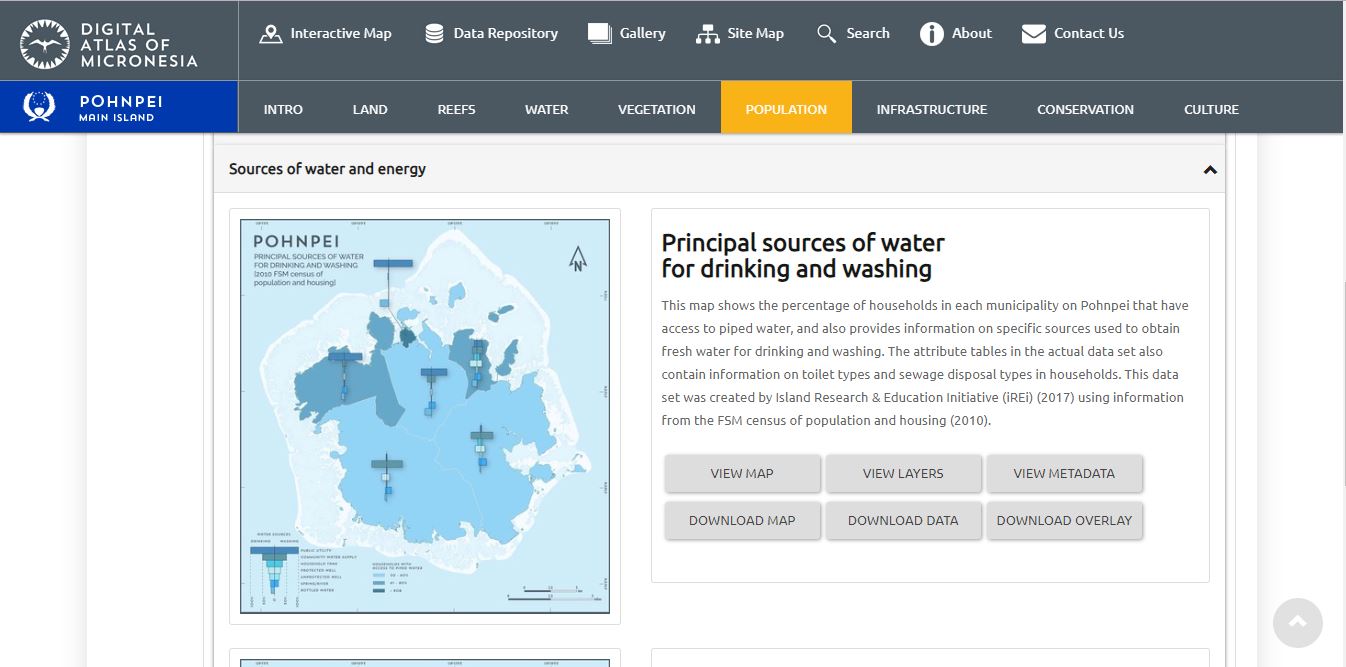 DIGITAL
ATLAS OF
MICRONESIA
Interactive Map
Data Repository
Gallery
Site Map
Search
About
Contact Us
POHNPEI
MAIN ISLAND
INTRO
LAND
REEFS
WATER
VEGETATION
POPULATION
INFRASTRUCTURE
CONSERVATION
CULTURE
Sources of water and energy
POHNPEI
PRINCIPAL SOURCES OF WATER
FOR DRINKING AND WASHING
[2010 FSM census of
population and housing]
N
WATER SOURCES
DRINKING
WASHING
PUBLIC UTILITY
COMMUNITY WATER SUPPLY
HOUSEHOLD TANK
PROTECTED WELL
UNPROTECTED WELL
SPRING/RIVER
BOTTLED WATER
HOUSEHOLDS WITH
ACCESS TO PIPED WATER
Principal sources of water
for drinking and washing
This map shows the percentage of households in each municipality on Pohnpei that have
access to piped water, and also provides information on specific sources used to obtain
fresh water for drinking and washing. The attribute tables in the actual data set also
contain information on toilet types and sewage disposal types in households. This data
set was created by Island Research & Education Initiative (iREi) (2017) using information
from the FSM census of population and housing (2010).
VIEW MAP
VIEW LAYERS
VIEW METADATA
DOWNLOAD MAP
DOWNLOAD DATA
DOWNLOAD OVERLAY